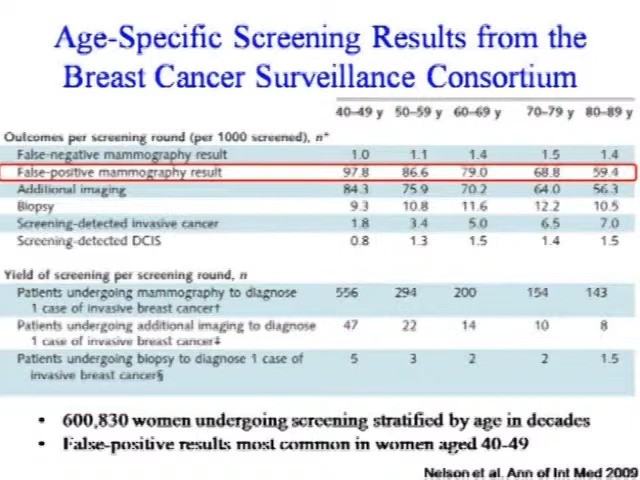 Age-Specific Screening Results from the
Breast Cancer Surveillance Consortium
40–49 y 50–59 y 60–69 y 70–79 y 80–89 y
Outcomes per screening round (per 1000 screened), n*
False-negative mammography result 1.0 1.1 1.4 1.5 1.4
False-positive mammography result 97.8 86.6 79.0 68.8 59.4
Additional imaging 84.3 75.9 70.2 64.0 56.3
Biopsy 9.3 10.8 11.6 12.2 10.5
Screening-detected invasive cancer 1.8 3.4 5.0 6.5 7.0
Screening-detected DCIS 0.8 1.3 1.5 1.4 1.5
Yield of screening per screening round, n
Patients undergoing mammography to diagnose 556 294 200 154 143
1 case of invasive breast cancer†
Patients undergoing additional imaging to diagnose 47 22 14 10 8
1 case of invasive breast cancer‡
Patients undergoing biopsy to diagnose 1 case of 5 3 2 2 1.5
invasive breast cancer§
• 600,830 women undergoing screening stratified by age in decades
• False-positive results most common in women aged 40-49
Nelson et al. Ann of Int Med 2009